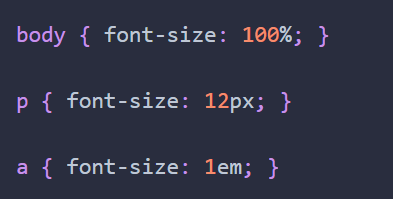 body { font-size: 100%; }
p { font-size: 12px; }
a { font-size: 1em; }